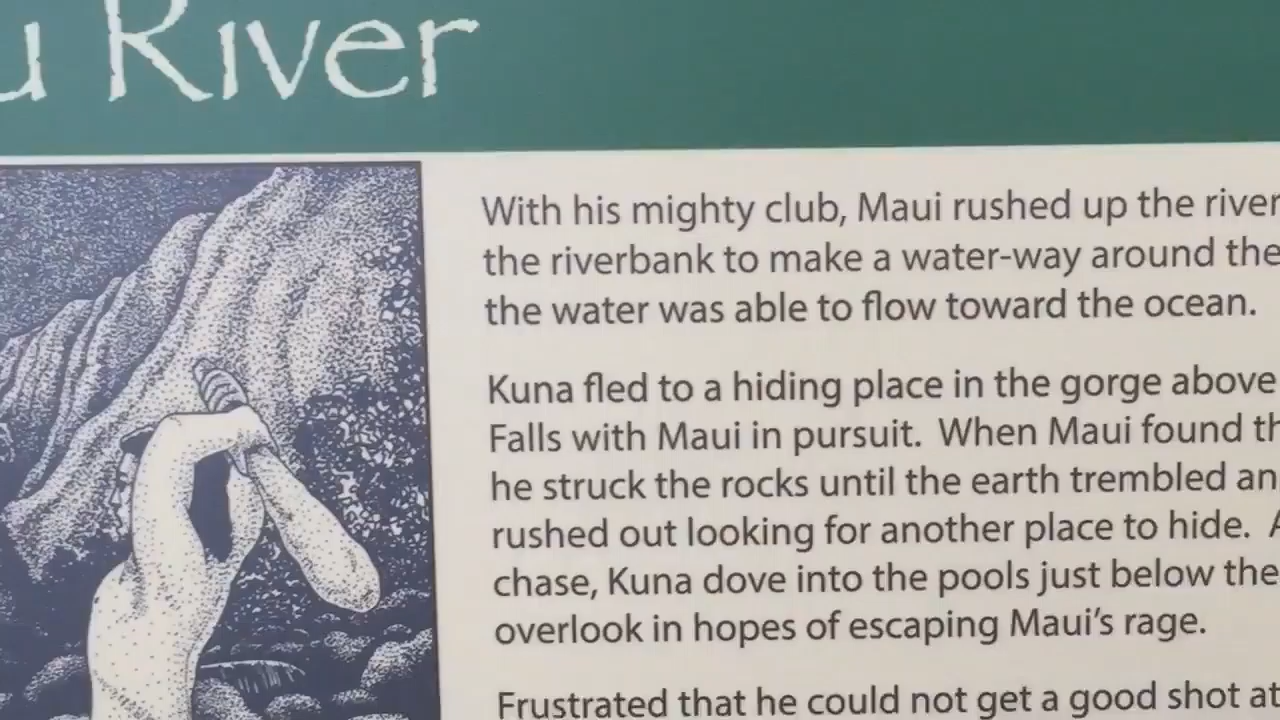 River
With his mighty club, Maui rushed up the river
the riverbank to make a water-way around the
the water was able to flow toward the ocean.
Kuna fled to a hiding place in the gorge above
Falls with Maui in pursuit. When Maui found
he struck the rocks until the earth trembled
rushed out looking for another place to hide.
chase, Kuna dove into the pools just below the
overlook in hopes of escaping Maui's rage.
Frustrated that he could not get a good shot at